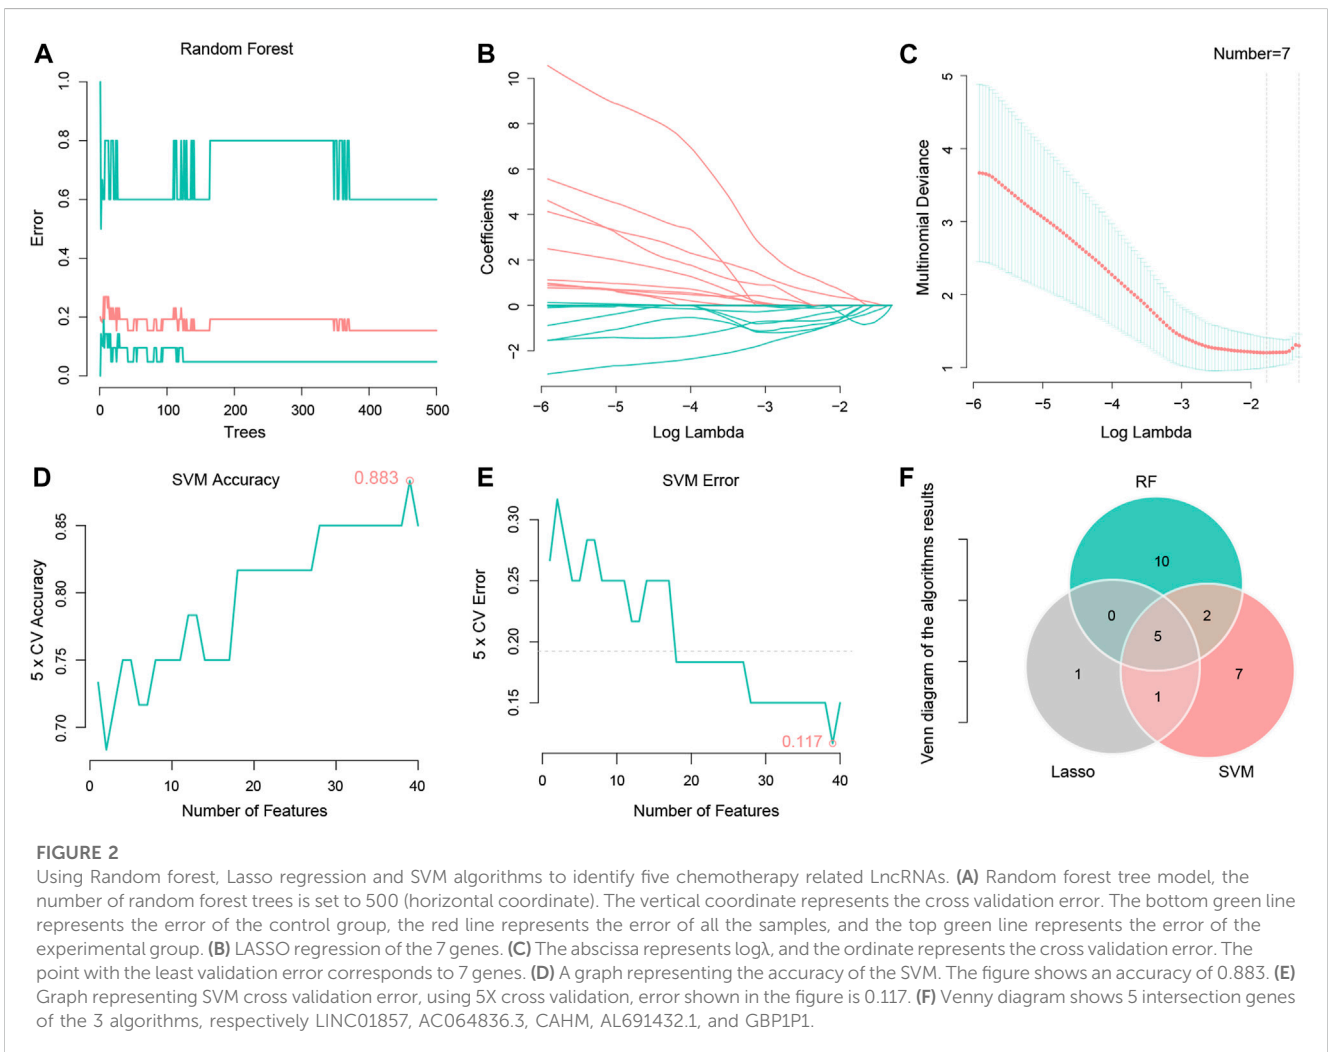 A
Random Forest
1.0
0.8
0.6
0.4
0.2
0.0
Error
0
100
200
300
400
500
Trees
B
10
8
6
4
2
0
−2
Coefficients
−6
−5
−4
−3
−2
Log Lambda
C
Number=7
5
4
3
2
1
Multinomial Deviance
−6
−5
−4
−3
−2
Log Lambda
D
SVM Accuracy
0.883
0.85
0.80
0.75
0.70
5 x CV Accuracy
0
10
20
30
40
Number of Features
E
SVM Error
0.30
0.25
0.20
0.15
5 x CV Error
0.117
0
10
20
30
40
Number of Features
F
Venn diagram of the algorithms results
RF
10
0
2
5
1
1
7
Lasso
SVM
FIGURE 2
Using Random forest, Lasso regression and SVM algorithms to identify five chemotherapy related LncRNAs. (A) Random forest tree model, the
number of random forest trees is set to 500 (horizontal coordinate). The vertical coordinate represents the cross validation error. The bottom green line
represents the error of the control group, the red line represents the error of all the samples, and the top green line represents the error of the
experimental group. (B) LASSO regression of the 7 genes. (C) The abscissa represents logλ, and the ordinate represents the cross validation error. The
point with the least validation error corresponds to 7 genes. (D) A graph representing the accuracy of the SVM. The figure shows an accuracy of 0.883. (E)
Graph representing SVM cross validation error, using 5X cross validation, error shown in the figure is 0.117. (F) Venny diagram shows 5 intersection genes
of the 3 algorithms, respectively LINC01857, AC064836.3, CAHM, AL691432.1, and GBP1P1.